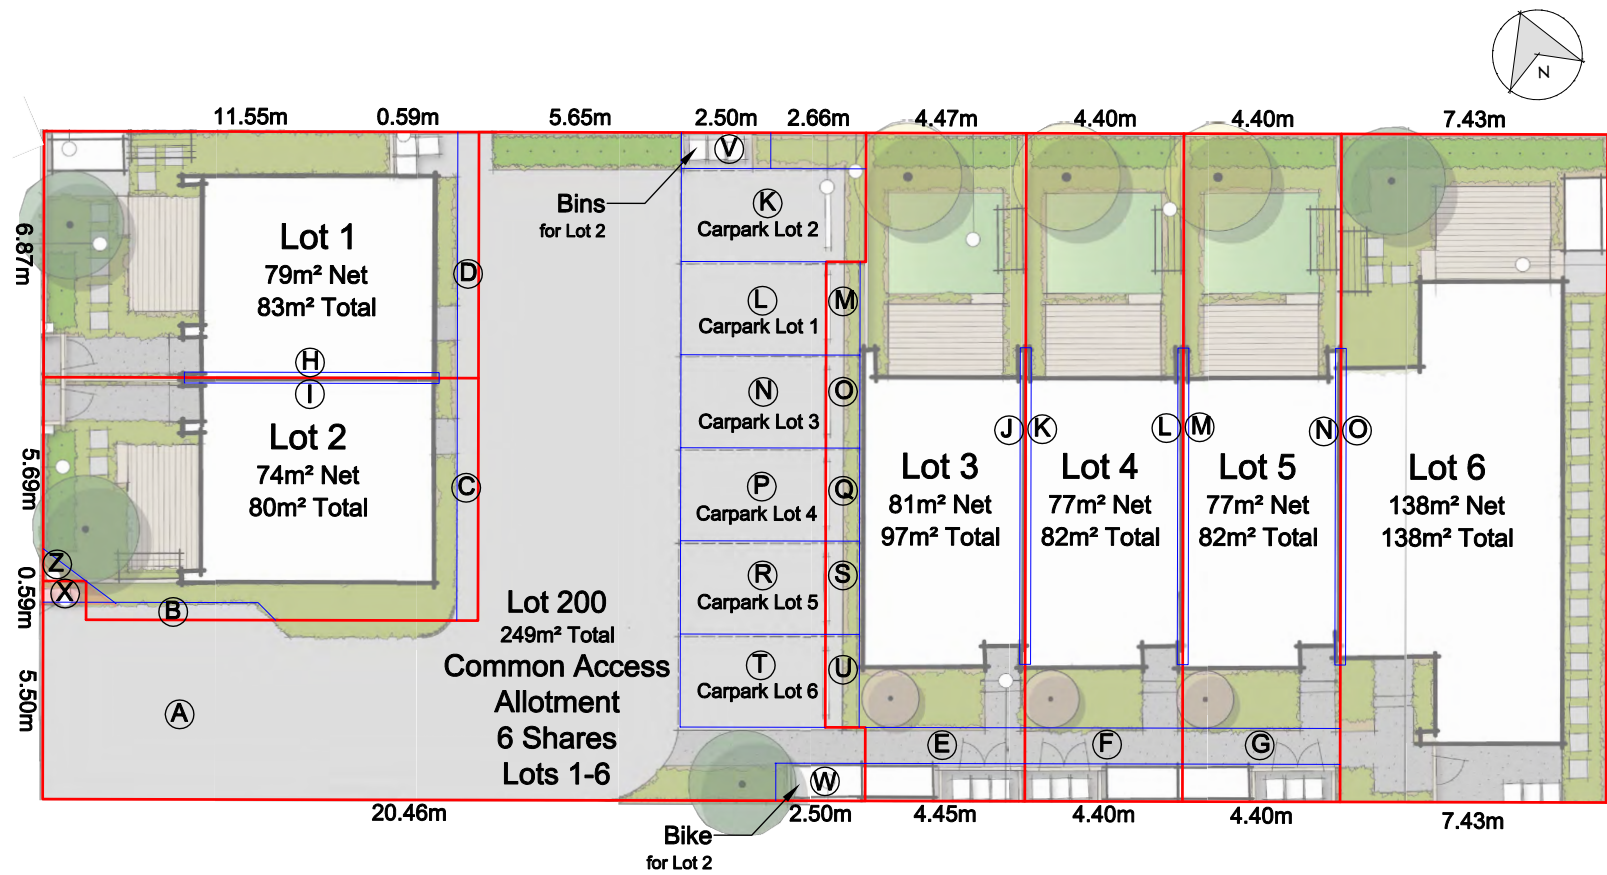 N
11.55m
0.59m
5.65m
2.50m
2.66m
4.47m
4.40m
4.40m
7.43m
6.87m
5.69m
0.59m
5.50m
Lot 1
79m² Net
83m² Total
D
H
I
Lot 2
74m² Net
80m² Total
C
Z
X
B
A
V
Bins
for Lot 2
K
Carpark Lot 2
L
Carpark Lot 1
M
N
Carpark Lot 3
O
P
Carpark Lot 4
Q
R
Carpark Lot 5
S
T
Carpark Lot 6
U
Lot 200
249m² Total
Common Access
Allotment
6 Shares
Lots 1-6
J
K
L
M
N
O
Lot 3
81m² Net
97m² Total
Lot 4
77m² Net
82m² Total
Lot 5
77m² Net
82m² Total
Lot 6
138m² Net
138m² Total
E
F
G
W
Bike
for Lot 2
20.46m
2.50m
4.45m
4.40m
4.40m
7.43m